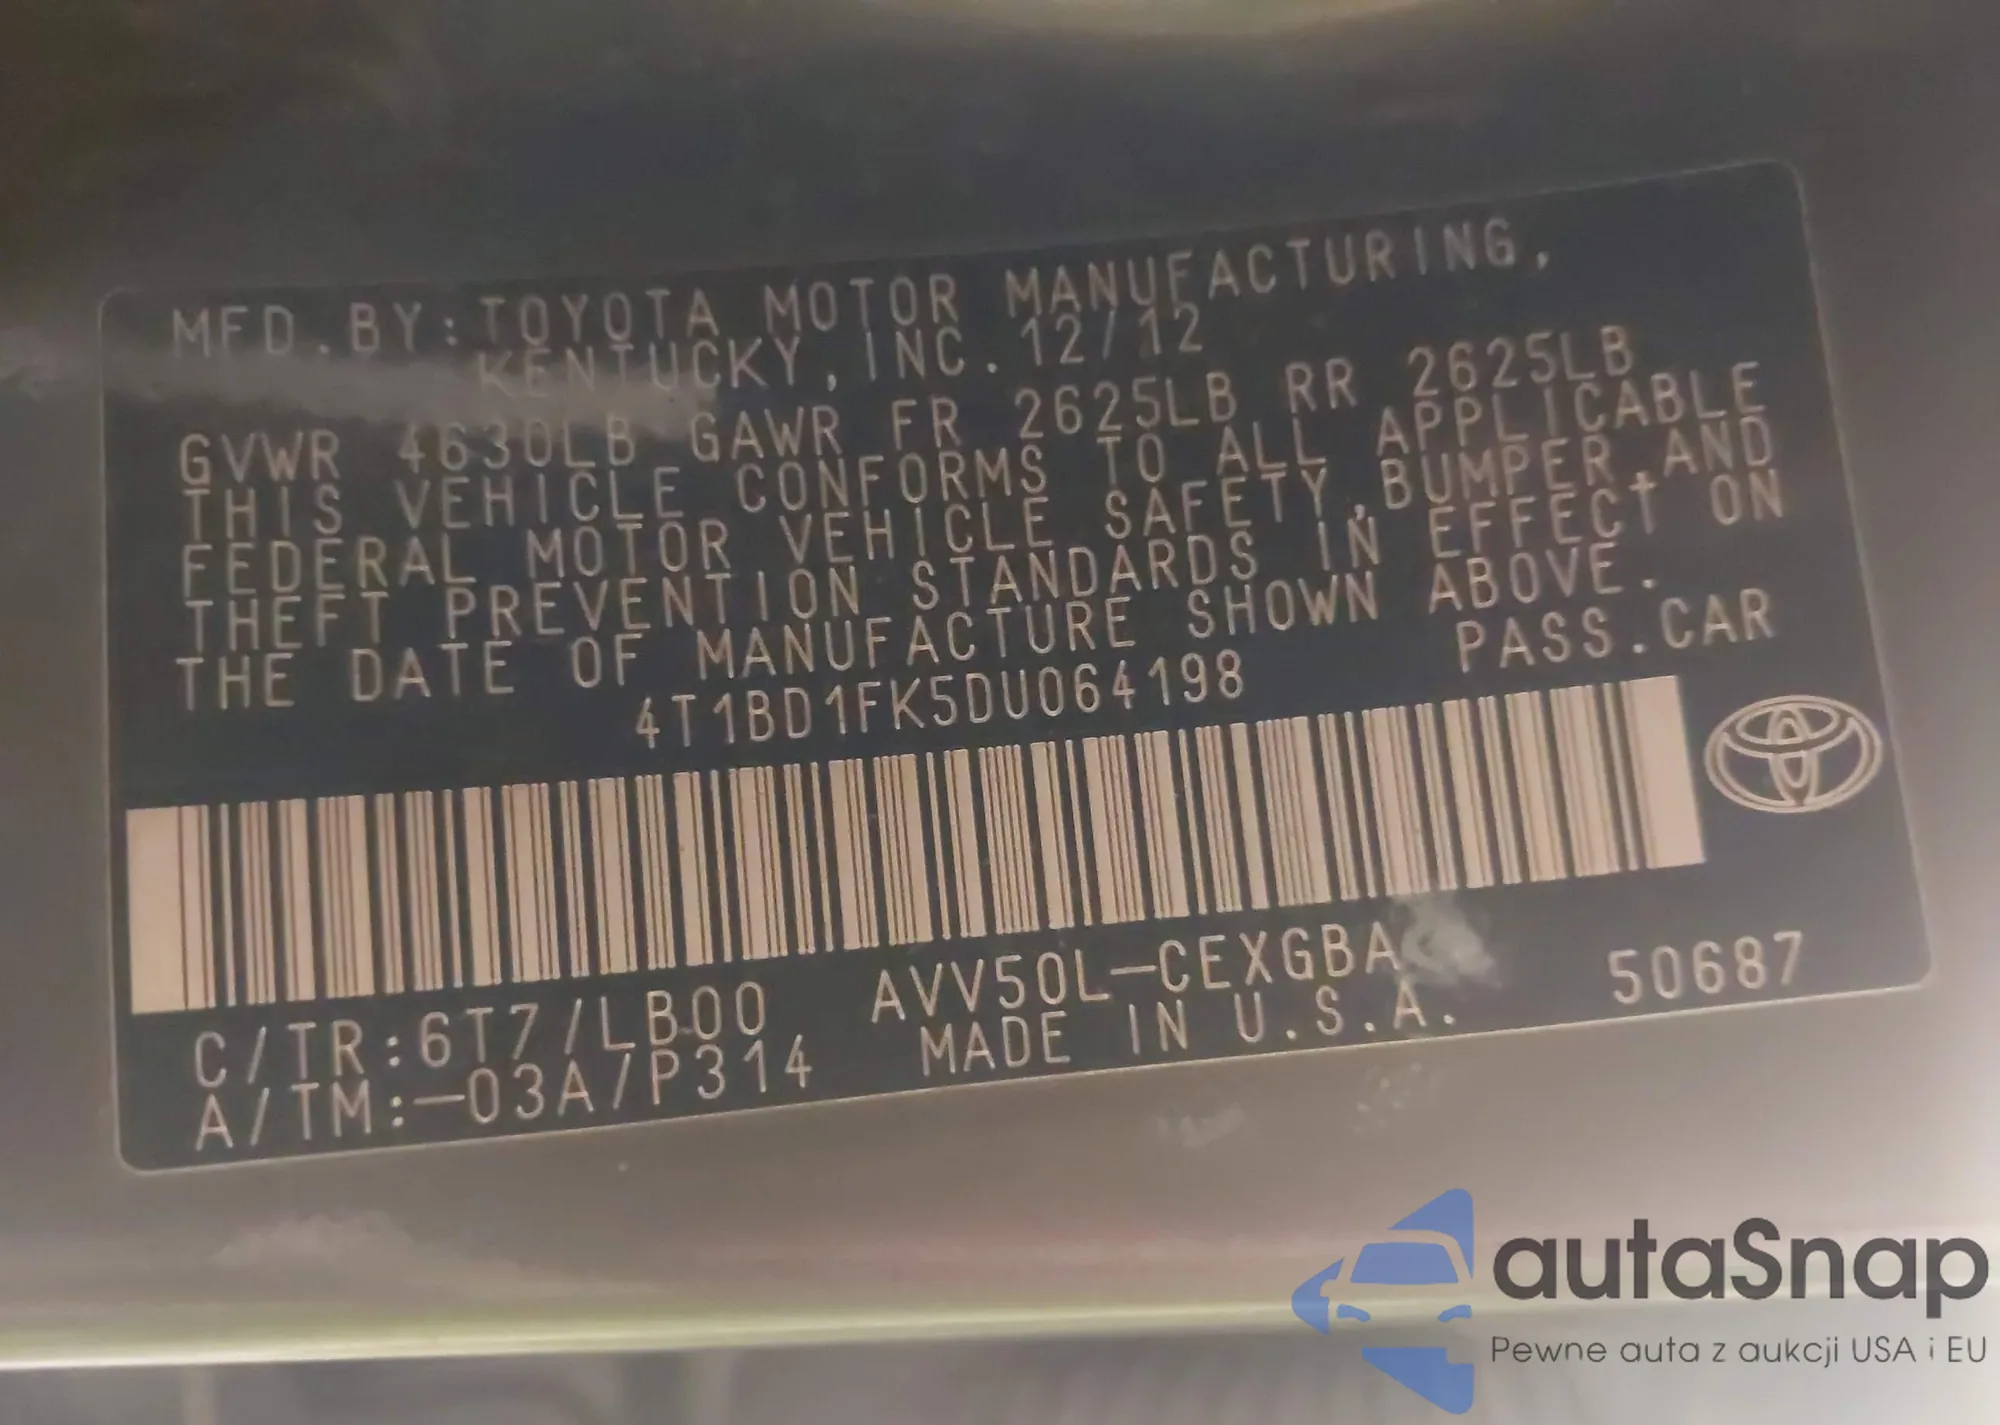 MFD.BY:TOYOTA MOTOR MANUFACTURING,
KENTUCKY,INC.12/12
GVWR 4630LB GAWR FR 2625LB RR 2625LB
THIS VEHICLE CONFORMS TO ALL APPLICABLE
FEDERAL MOTOR VEHICLE SAFETY,BUMPER,AND
THEFT PREVENTION STANDARDS IN EFFECT ON
THE DATE OF MANUFACTURE SHOWN ABOVE.
4T1BD1FK5DU064198 PASS.CAR
C/TR:6T7/LB00 AVV50L-CEXGBA 50687
A/TM:-03A/P314 MADE IN U.S.A.
autaSnap
Pewne auta z aukcji USA i EU